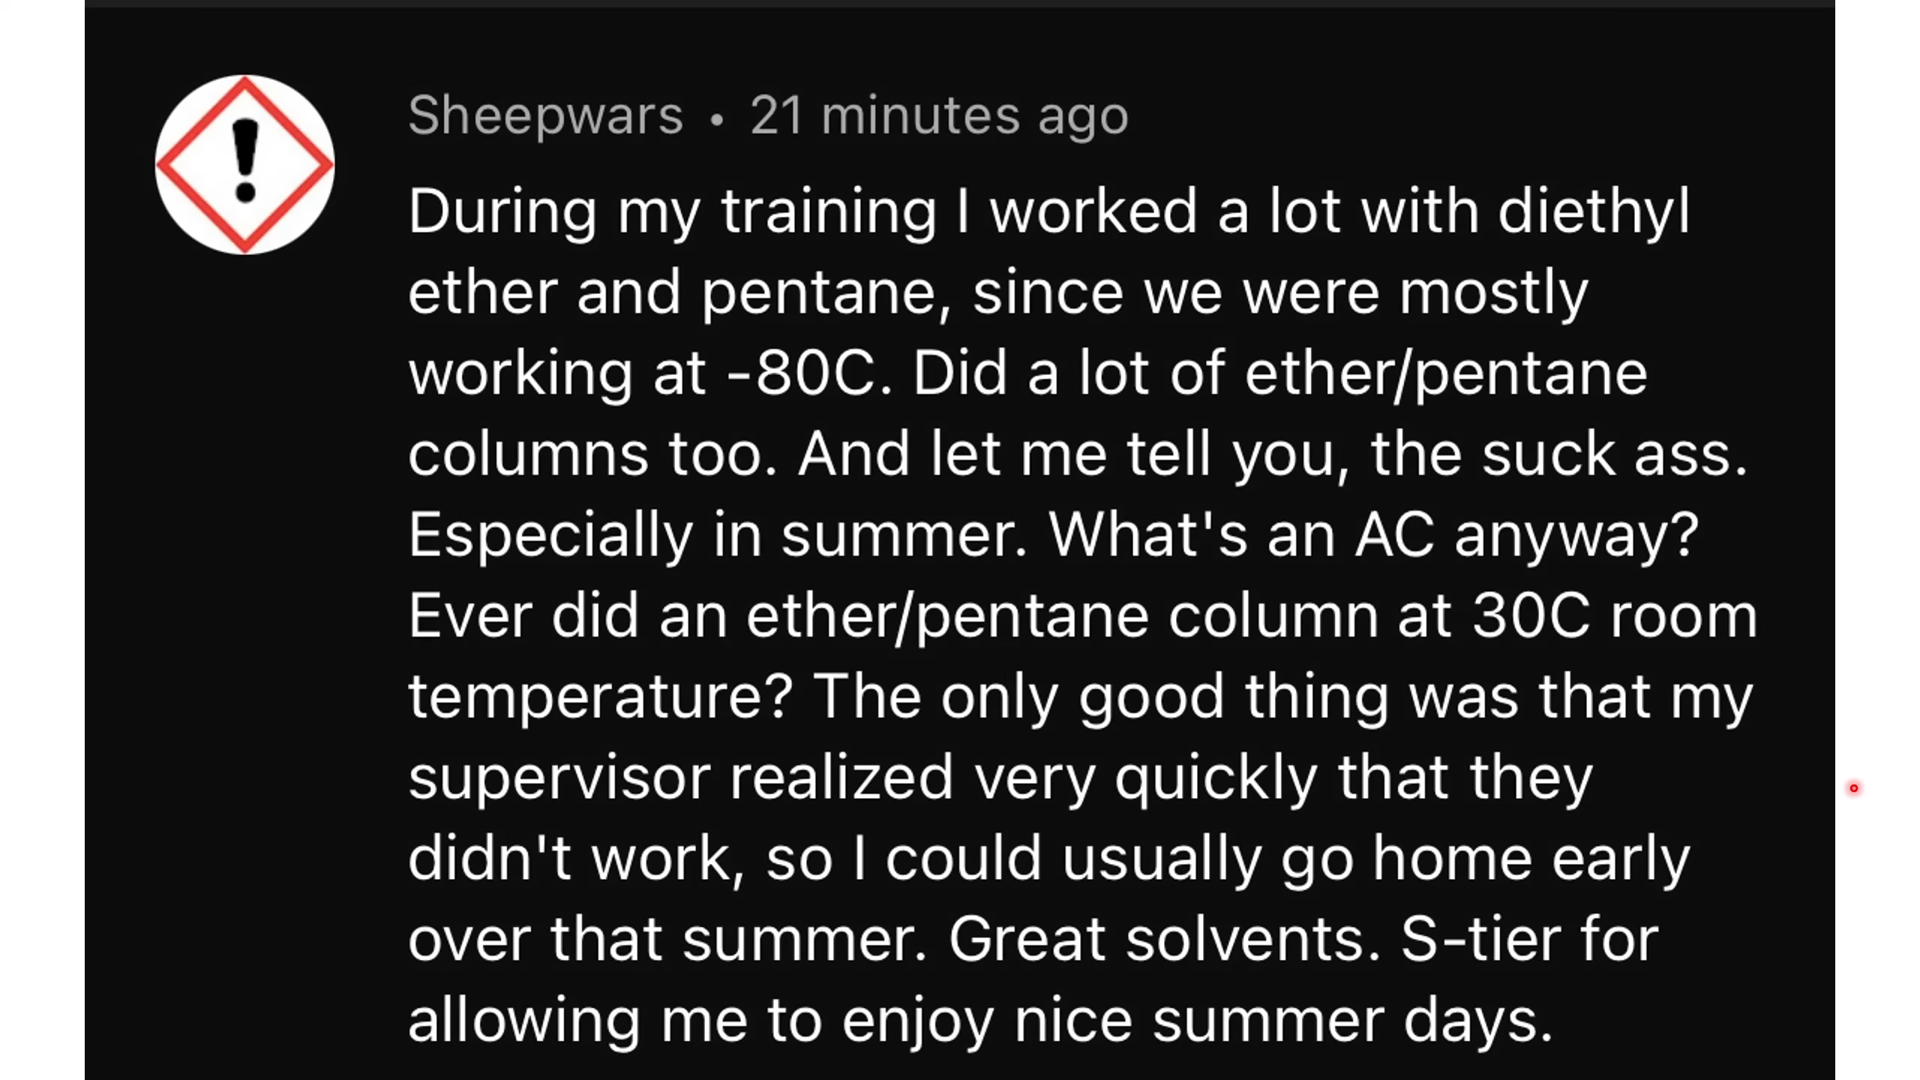 Sheepwars • 21 minutes ago
During my training I worked a lot with diethyl
ether and pentane, since we were mostly
working at -80C. Did a lot of ether/pentane
columns too. And let me tell you, the suck ass.
Especially in summer. What's an AC anyway?
Ever did an ether/pentane column at 30C room
temperature? The only good thing was that my
supervisor realized very quickly that they
didn't work, so I could usually go home early
over that summer. Great solvents. S-tier for
allowing me to enjoy nice summer days.